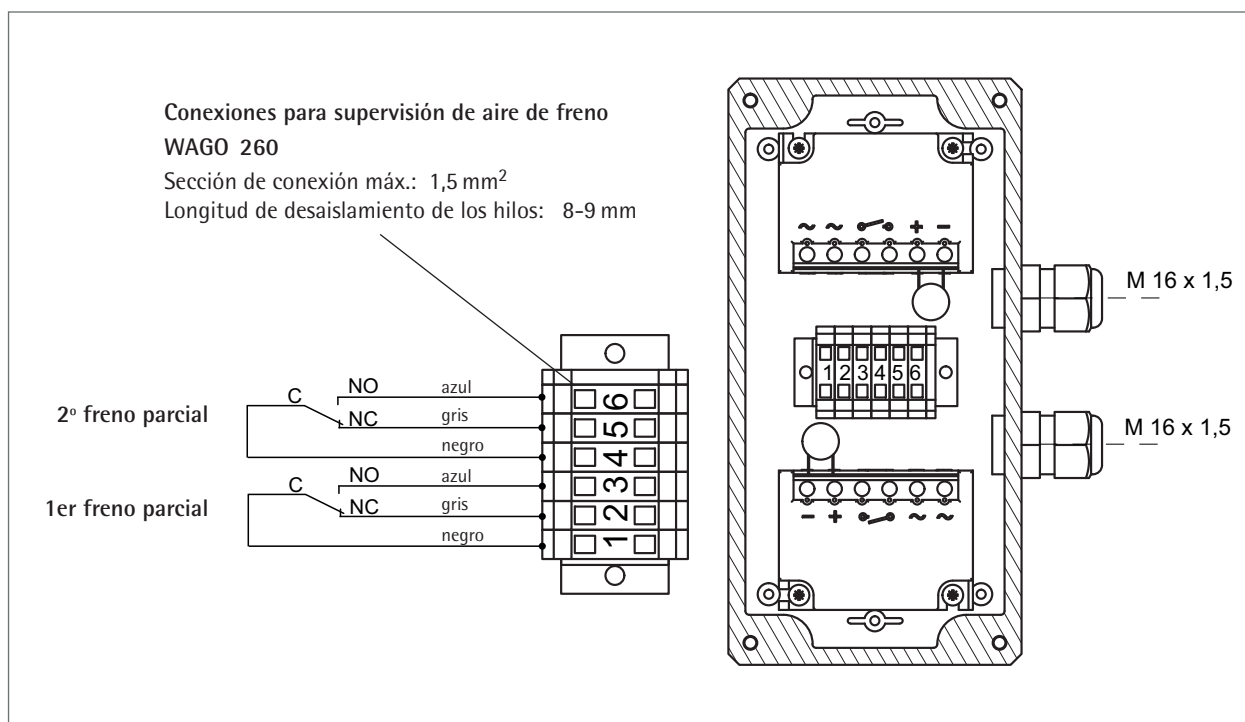 Conexiones para supervisión de aire de freno
WAGO 260
Sección de conexión máx.: 1,5 mm²
Longitud de desaislamiento de los hilos: 8-9 mm
2º freno parcial
C
NO
azul
NC
gris
negro
6
5
4
1er freno parcial
C
NO
azul
NC
gris
negro
3
2
1
~ ~ + −
M 16 x 1,5
1 2 3 4 5 6
M 16 x 1,5
− + ~ ~